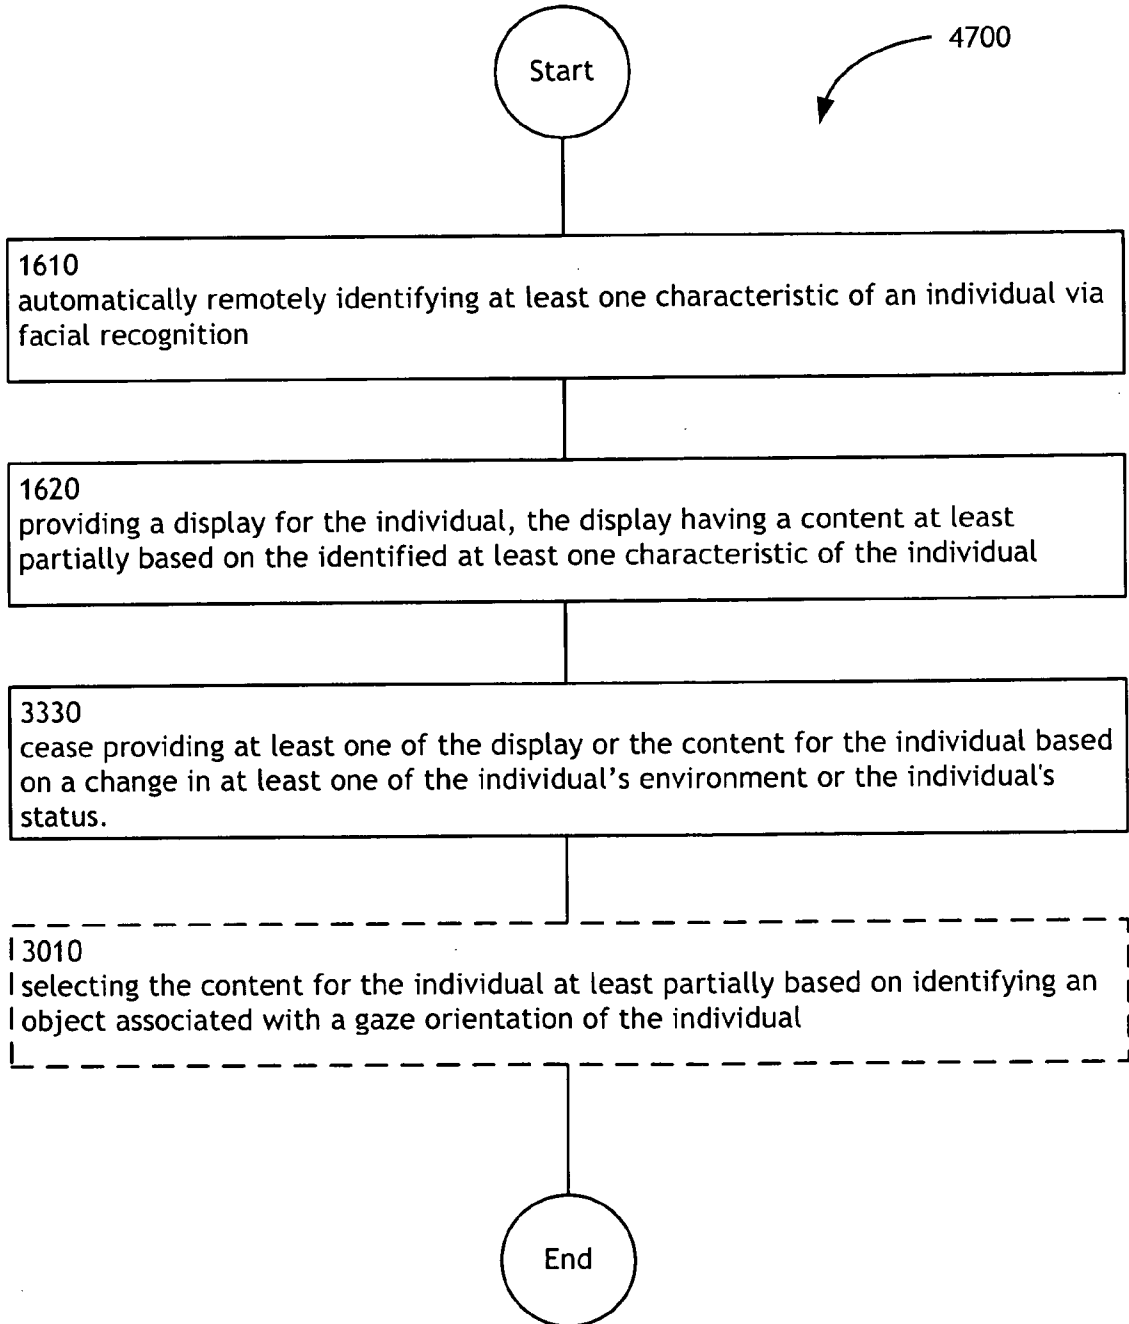 Start
4700
1610
automatically remotely identifying at least one characteristic of an individual via
facial recognition
1620
providing a display for the individual, the display having a content at least
partially based on the identified at least one characteristic of the individual
3330
cease providing at least one of the display or the content for the individual based
on a change in at least one of the individual’s environment or the individual's
status.
3010
selecting the content for the individual at least partially based on identifying an
object associated with a gaze orientation of the individual
End